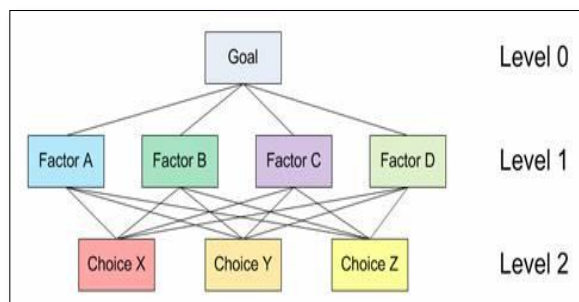 Goal
Level 0
Factor A
Factor B
Factor C
Factor D
Level 1
Choice X
Choice Y
Choice Z
Level 2